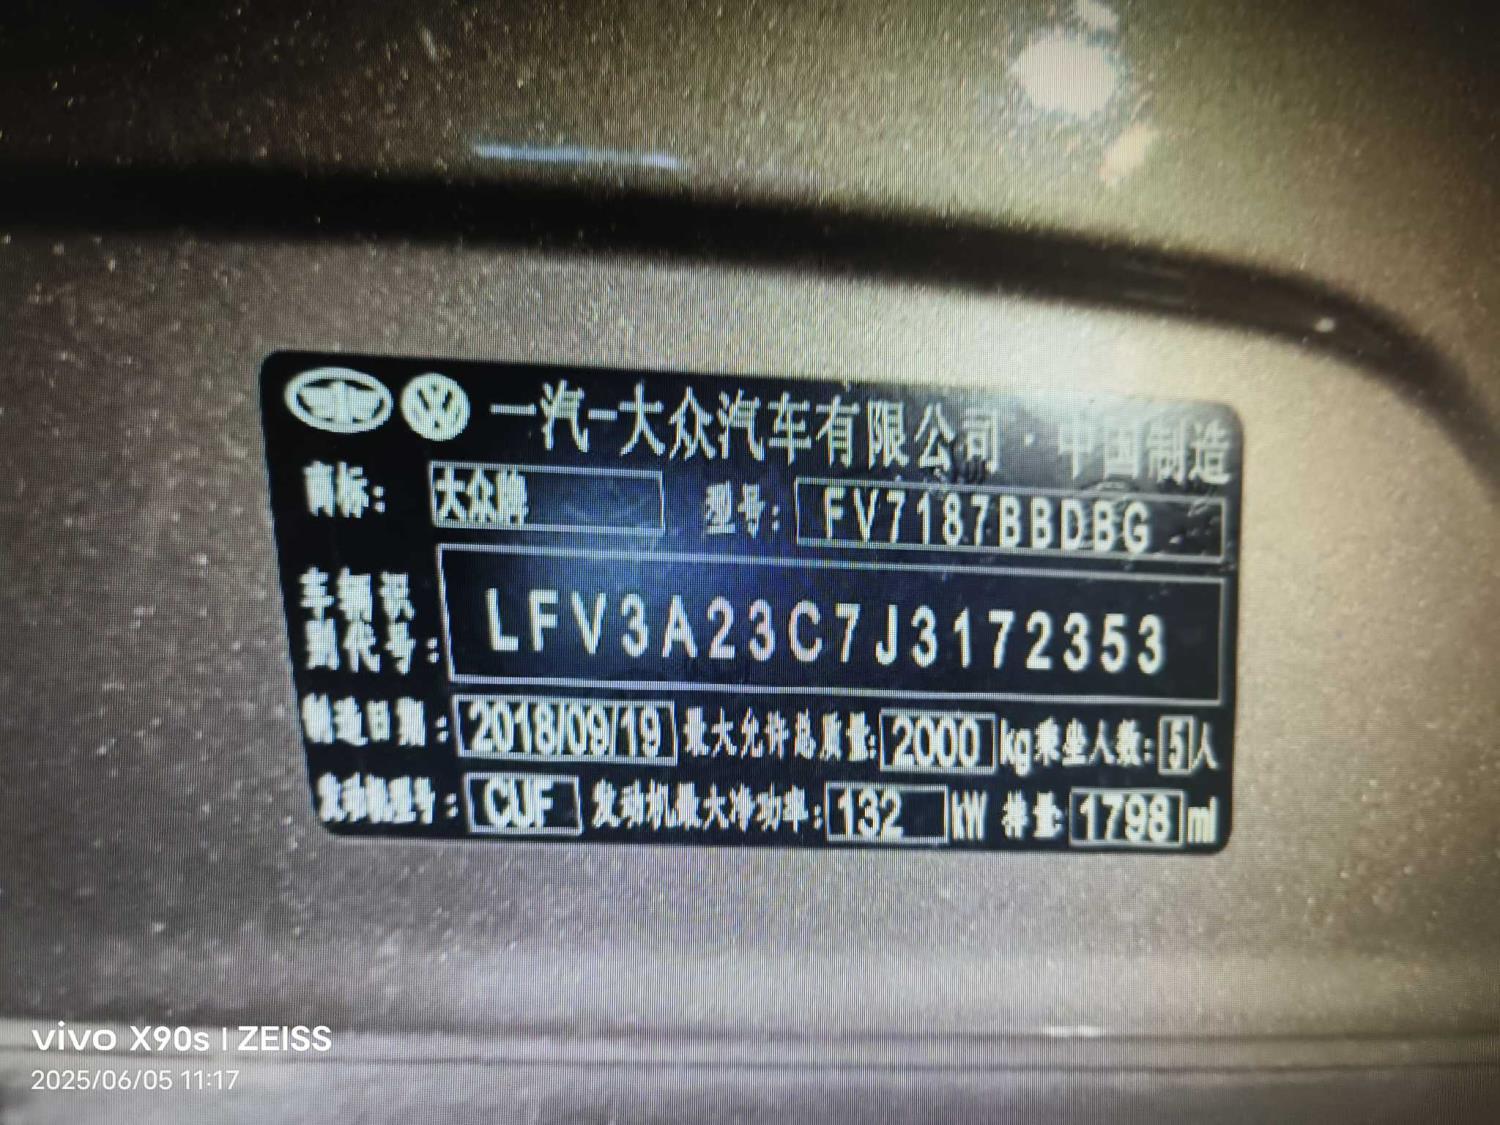 一汽-大众汽车有限公司·中国制造
商标: 大众牌 型号: FV7187BBDBG
车辆识别代号: LFV3A23C7J3172353
制造日期: 2018/09/19 最大允许总质量: 2000 kg 乘坐人数: 5 人
发动机型号: CUF 发动机最大净功率: 132 kW 排量: 1798 ml
vivo X90s | ZEISS
2025/06/05 11:17